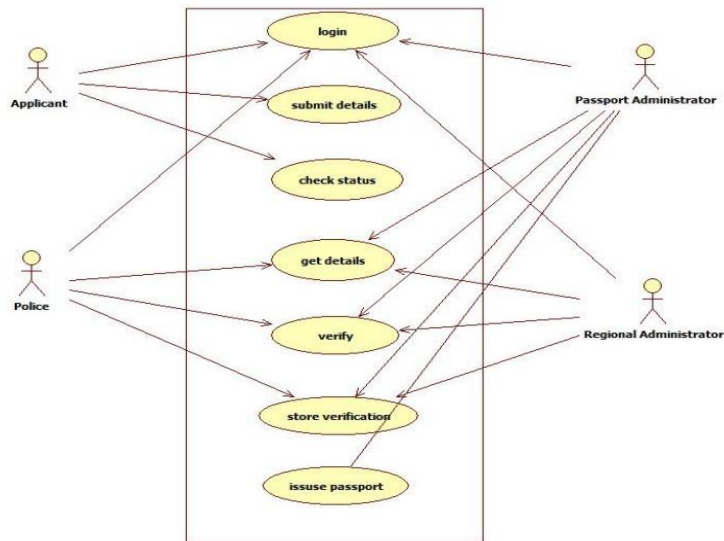 login
Applicant
Passport Administrator
submit details
check status
get details
Police
verify
Regional Administrator
store verification
issuse passport